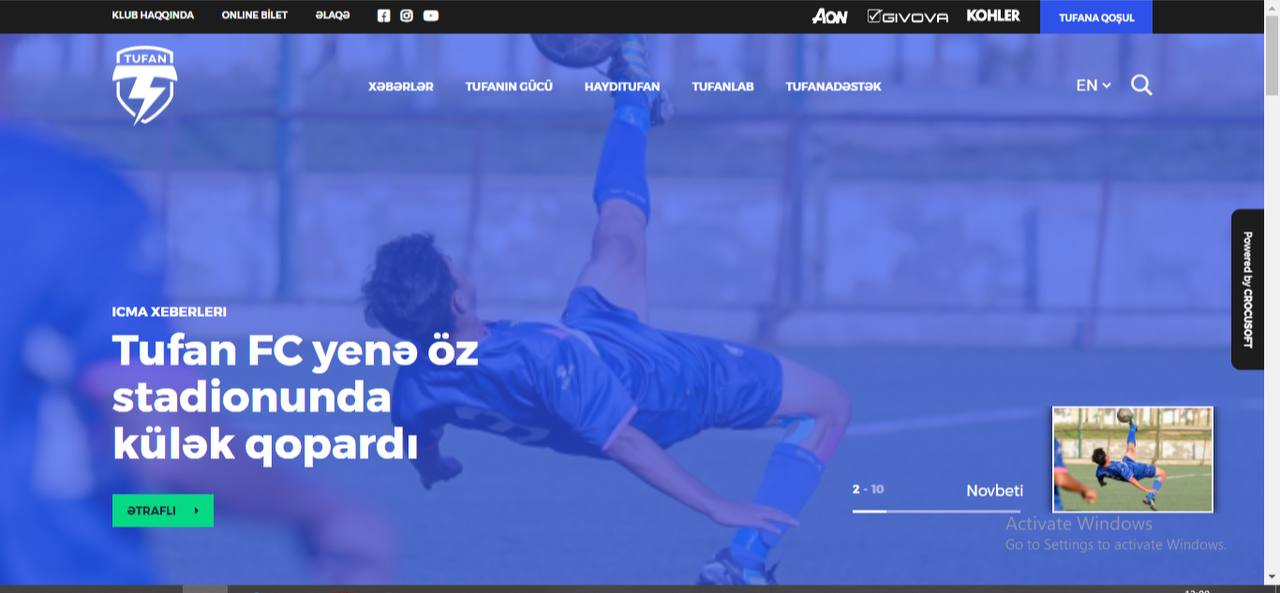 KLUB HAQQINDA ONLINE BİLET ƏLAQƏ AON GIVOVA KOHLER TUFANA QOŞUL
TUFAN
XƏBƏRLƏR TUFANIN GÜCÜ HAYDITUFAN TUFANLAB TUFANADƏSTƏK EN
Powered by CROCUSOFT
ICMA XEBERLERI
Tufan FC yenə öz
stadionunda
külək qopardı
ƏTRAFLI
2 - 10 Novbeti
Activate Windows
Go to Settings to activate Windows.